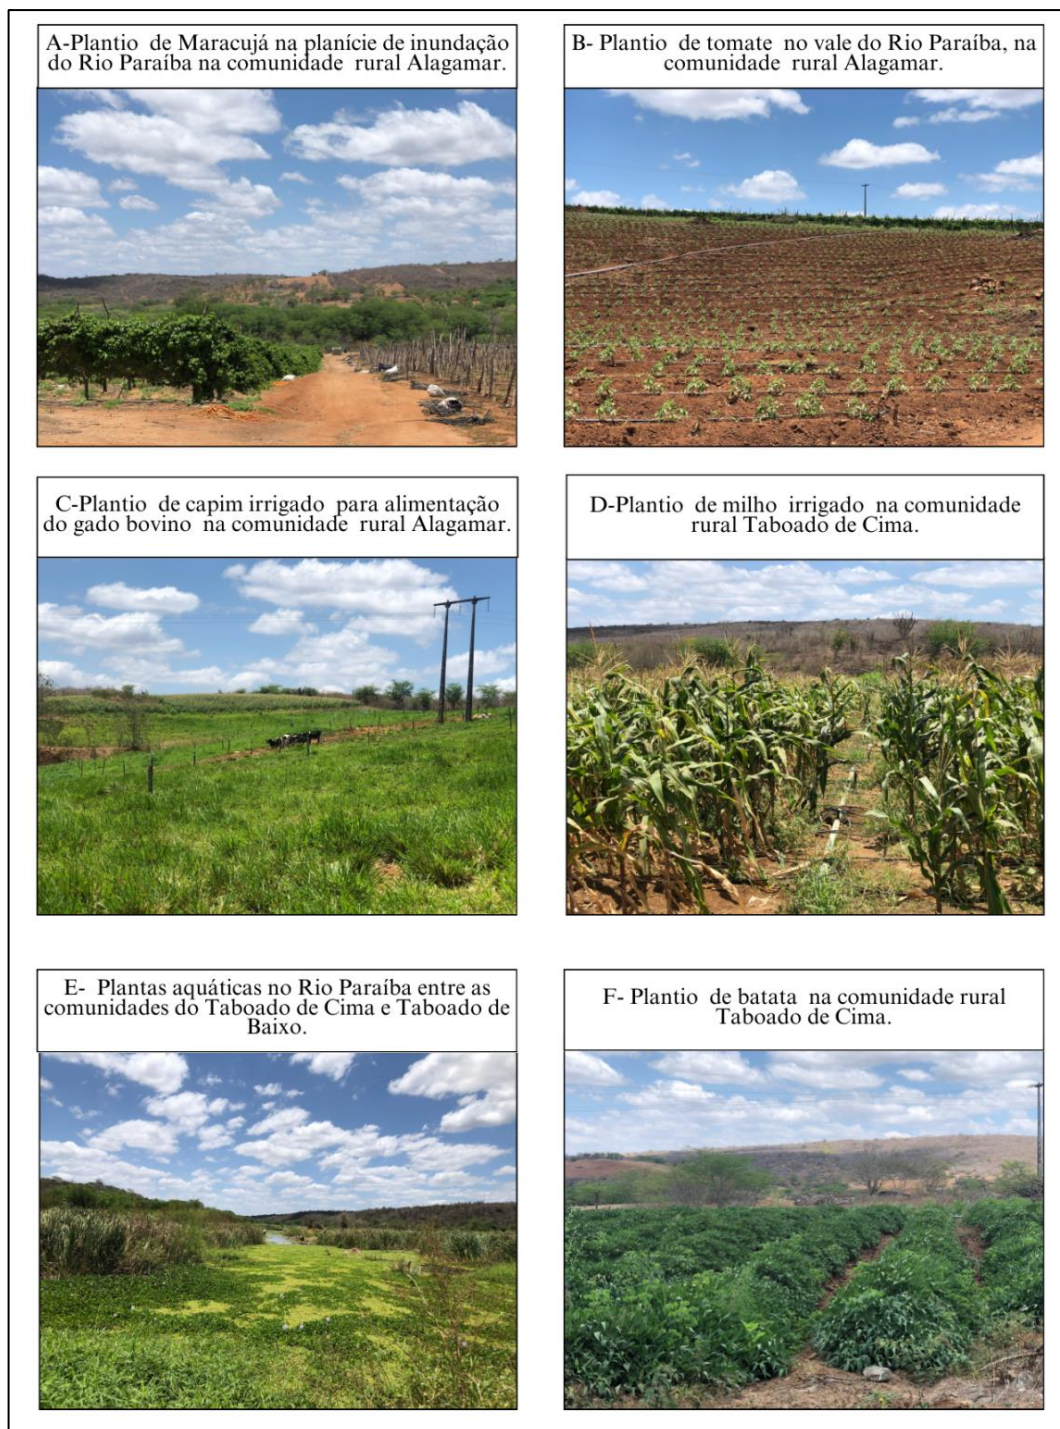 A-Plantio de Maracujá na planície de inundação
do Rio Paraíba na comunidade rural Alagamar.
B- Plantio de tomate no vale do Rio Paraíba, na
comunidade rural Alagamar.
C-Plantio de capim irrigado para alimentação
do gado bovino na comunidade rural Alagamar.
D-Plantio de milho irrigado na comunidade
rural Taboado de Cima.
E- Plantas aquáticas no Rio Paraíba entre as
comunidades do Taboado de Cima e Taboado de
Baixo.
F- Plantio de batata na comunidade rural
Taboado de Cima.